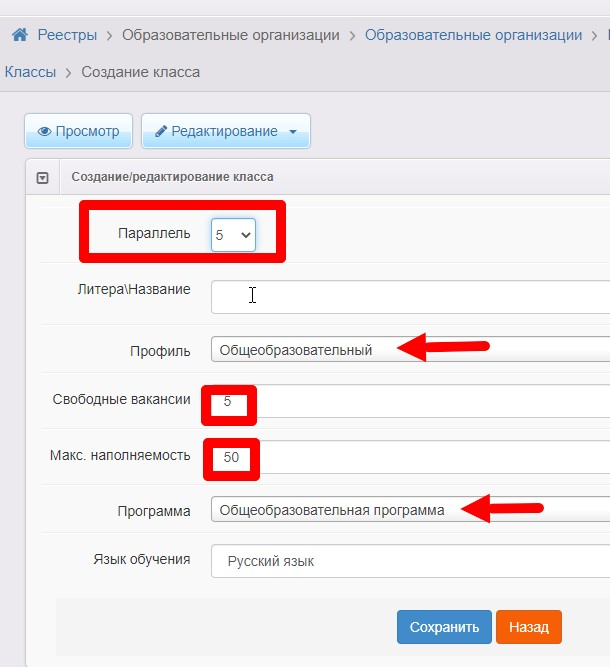 Реестры > Образовательные организации > Образовательные организации >
Классы > Создание класса
Просмотр Редактирование
Создание/редактирование класса
Параллель 5
Литера\Название
Профиль Общеобразовательный
Свободные вакансии 5
Макс. наполняемость 50
Программа Общеобразовательная программа
Язык обучения Русский язык
Сохранить Назад